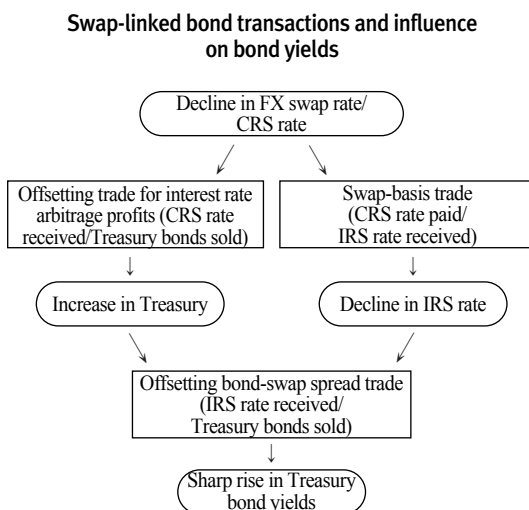 Swap-linked bond transactions and influence
on bond yields
Decline in FX swap rate/
CRS rate
Offsetting trade for interest rate
arbitrage profits (CRS rate
received/Treasury bonds sold)
Swap-basis trade
(CRS rate paid/
IRS rate received)
Increase in Treasury
Decline in IRS rate
Offsetting bond-swap spread trade
(IRS rate received/
Treasury bonds sold)
Sharp rise in Treasury
bond yields